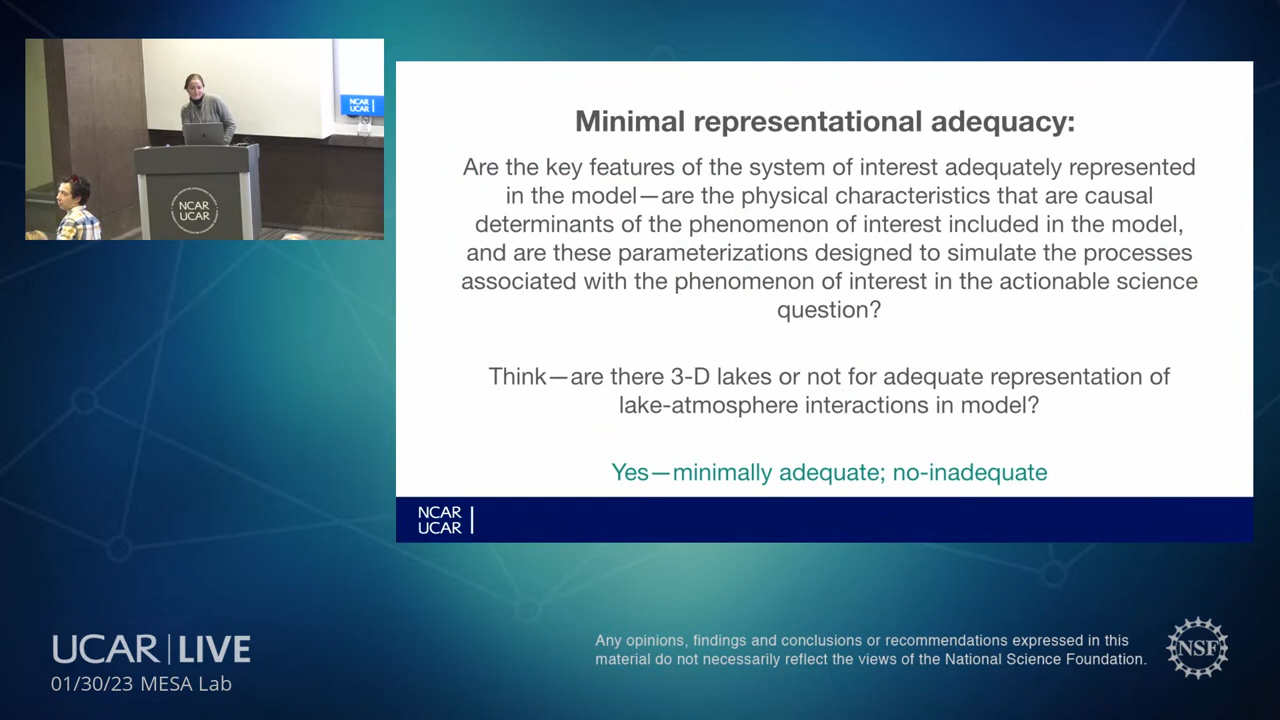 NCAR
UCAR
NCAR
UCAR
Minimal representational adequacy:
Are the key features of the system of interest adequately represented
in the model—are the physical characteristics that are causal
determinants of the phenomenon of interest included in the model,
and are these parameterizations designed to simulate the processes
associated with the phenomenon of interest in the actionable science
question?
Think—are there 3-D lakes or not for adequate representation of
lake-atmosphere interactions in model?
Yes—minimally adequate; no-inadequate
NCAR
UCAR
UCAR | LIVE
01/30/23 MESA Lab
Any opinions, findings and conclusions or recommendations expressed in this
material do not necessarily reflect the views of the National Science Foundation.
NSF